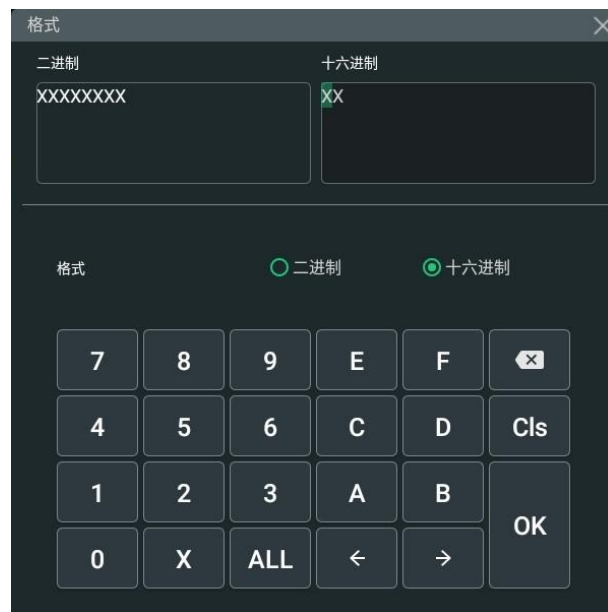 格式
二进制 十六进制
XXXXXXXX XX
格式 二进制 十六进制
7 8 9 E F
4 5 6 C D Cls
1 2 3 A B
OK
0 X ALL ← →